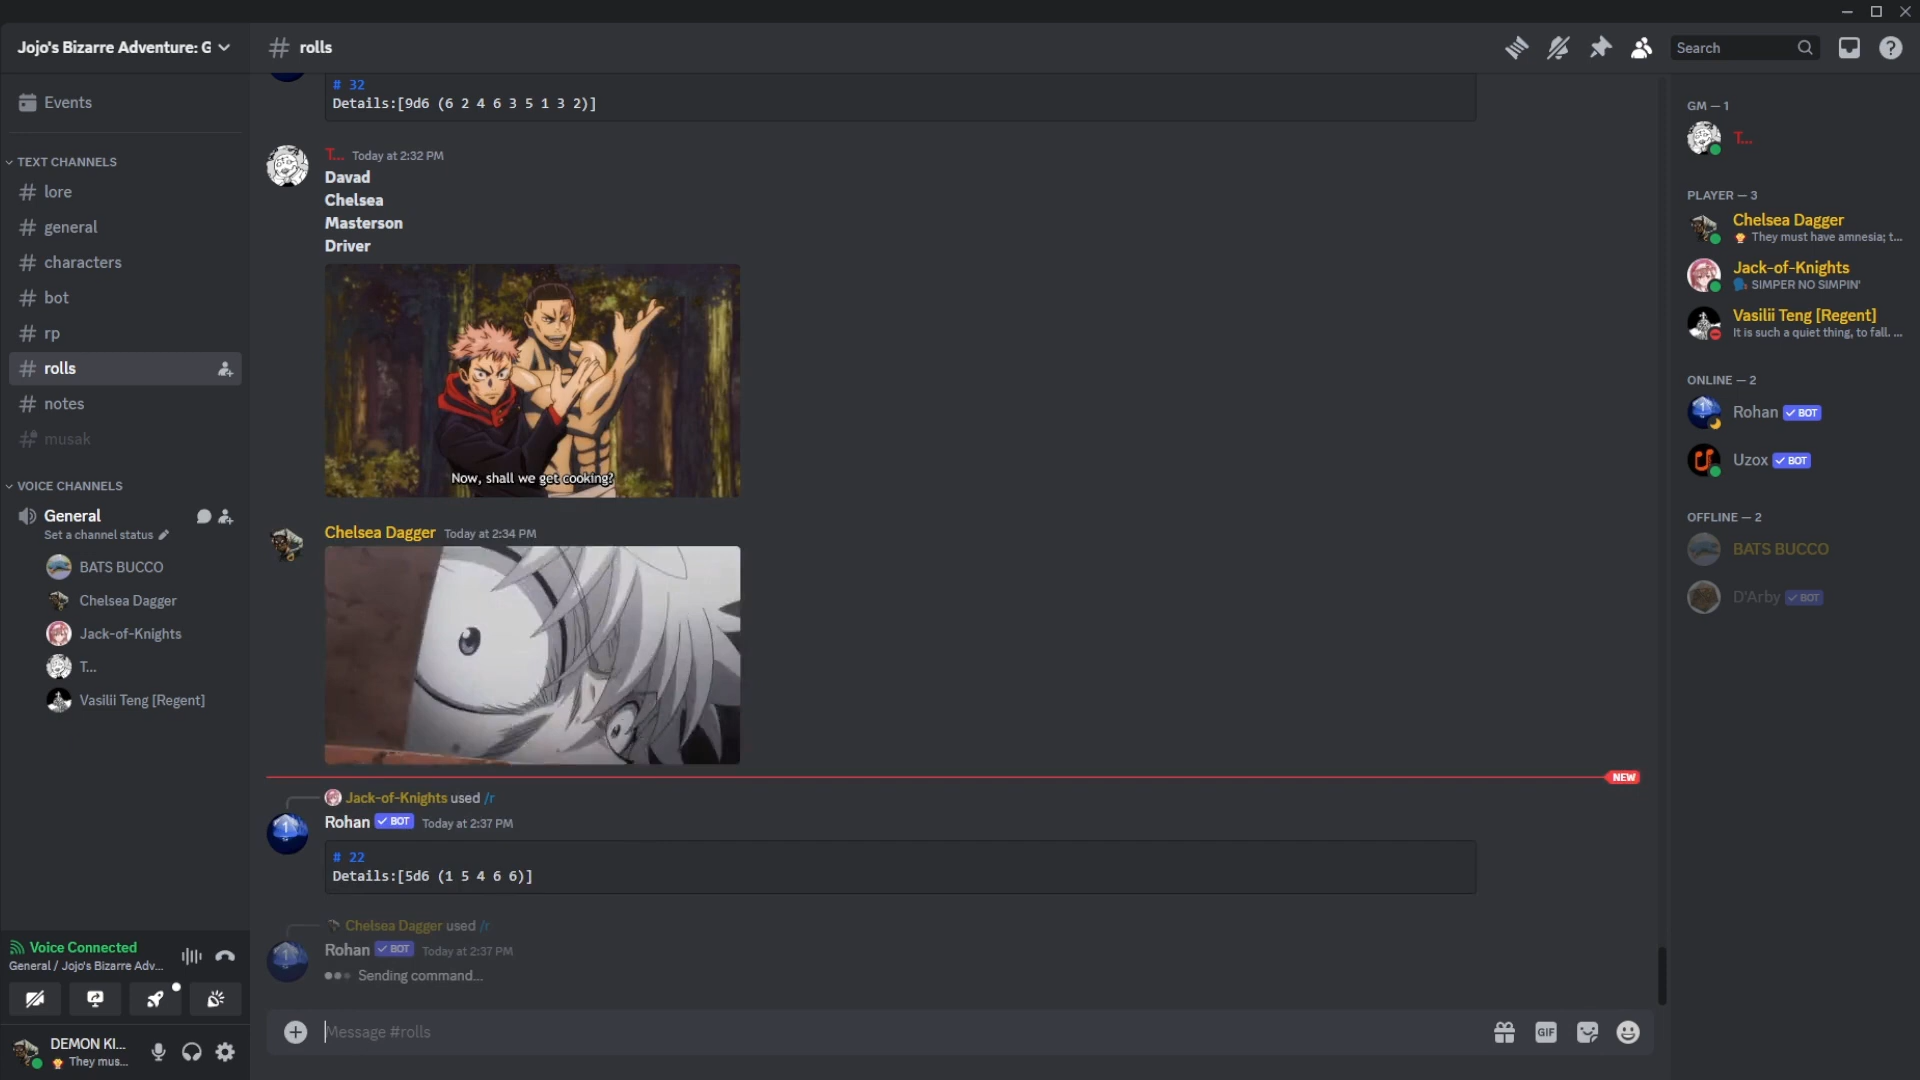 Jojo's Bizarre Adventure: G
Events
TEXT CHANNELS
lore
general
characters
bot
rp
rolls
notes
musak
VOICE CHANNELS
General
Set a channel status
BATS BUCCO
Chelsea Dagger
Jack-of-Knights
T...
Vasilii Teng [Regent]
Voice Connected
General / Jojo's Bizarre Adv...
DEMON KI...
They mus...
# rolls
Search
# 32
Details:[9d6 (6 2 4 6 3 5 1 3 2)]
T... Today at 2:32 PM
Davad
Chelsea
Masterson
Driver
Now, shall we get cooking?
Chelsea Dagger Today at 2:34 PM
NEW
Jack-of-Knights used /r
Rohan BOT Today at 2:37 PM
# 22
Details:[5d6 (1 5 4 6 6)]
Chelsea Dagger used /r
Rohan BOT Today at 2:37 PM
Sending command...
Message #rolls
GIF
GM — 1
T...
PLAYER — 3
Chelsea Dagger
They must have amnesia; t...
Jack-of-Knights
SIMPER NO SIMPIN'
Vasilii Teng [Regent]
It is such a quiet thing, to fall. ...
ONLINE — 2
Rohan BOT
Uzox BOT
OFFLINE — 2
BATS BUCCO
D'Arby BOT